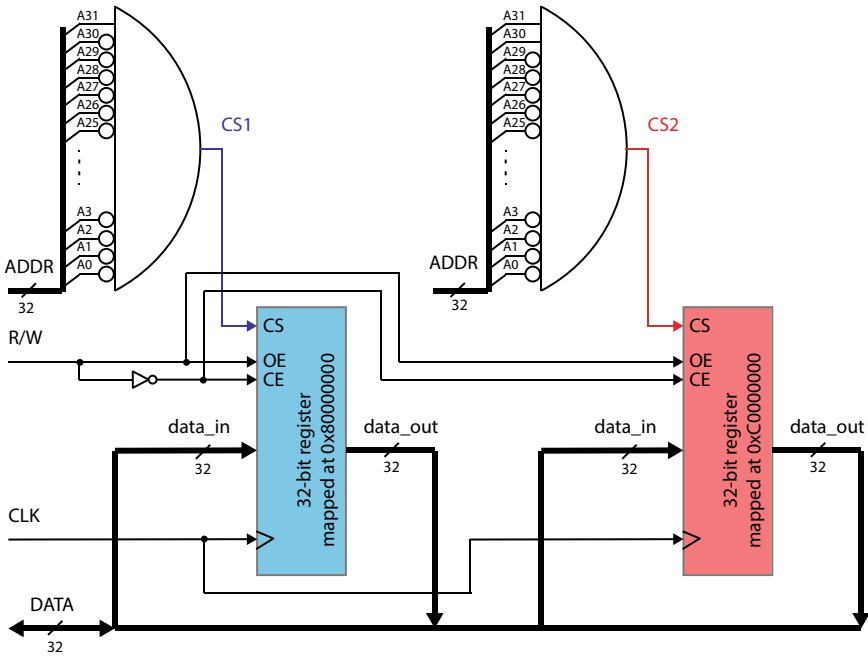 A31
A30
A29
A28
A27
A26
A25
A3
A2
A1
A0
ADDR
32
CS1
A31
A30
A29
A28
A27
A26
A25
A3
A2
A1
A0
ADDR
32
CS2
R/W
CS
OE
CE
32-bit register
mapped at 0x80000000
data_in
32
data_out
32
CS
OE
CE
32-bit register
mapped at 0xC0000000
data_in
32
data_out
32
CLK
DATA
32